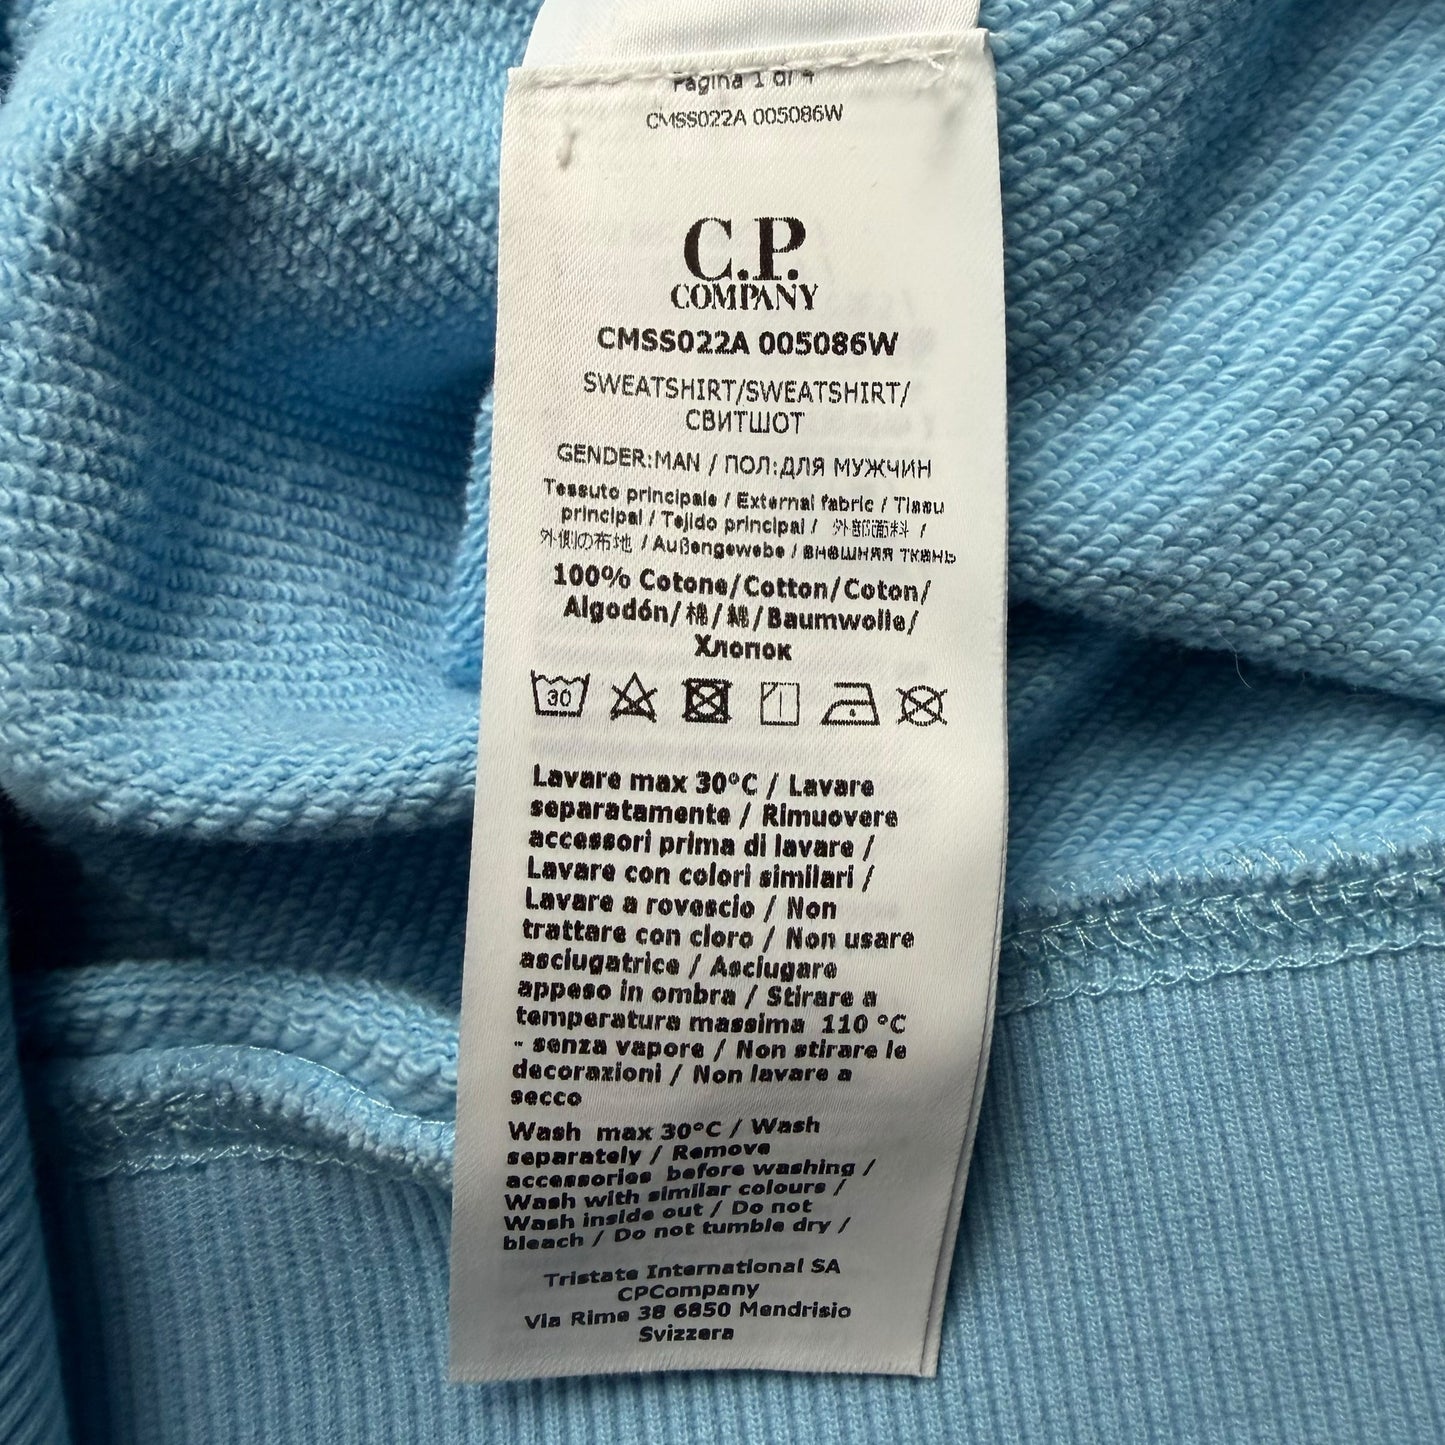 Pagina 1 di 4
CMSS022A 005086W
C.P.
COMPANY
CMSS022A 005086W
SWEATSHIRT/SWEATSHIRT/
СВИТШОТ
GENDER:MAN / ПОЛ:ДЛЯ МУЖЧИН
Tessuto principale / External fabric / Tissu
principal / Tejido principal / 外部面料 /
外側の布地 / Außengewebe / внешняя ткань
100% Cotone/Cotton/Coton/
Algodón/棉/綿/Baumwolle/
Хлопок
30
Lavare max 30°C / Lavare
separatamente / Rimuovere
accessori prima di lavare /
Lavare con colori similari /
Lavare a rovescio / Non
trattare con cloro / Non usare
asciugatrice / Asciugare
appeso in ombra / Stirare a
temperatura massima 110 °C
- senza vapore / Non stirare le
decorazioni / Non lavare a
secco
Wash max 30°C / Wash
separately / Remove
accessories before washing /
Wash with similar colours /
Wash inside out / Do not
bleach / Do not tumble dry /
Tristate International SA
CPCompany
Via Rime 38 6850 Mendrisio
Svizzera